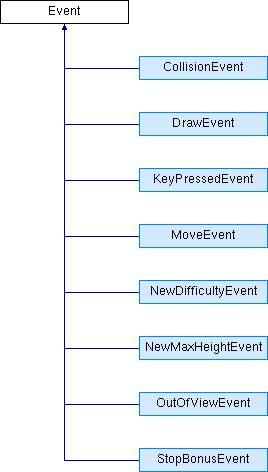 Event
CollisionEvent
DrawEvent
KeyPressedEvent
MoveEvent
NewDifficultyEvent
NewMaxHeightEvent
OutOfViewEvent
StopBonusEvent